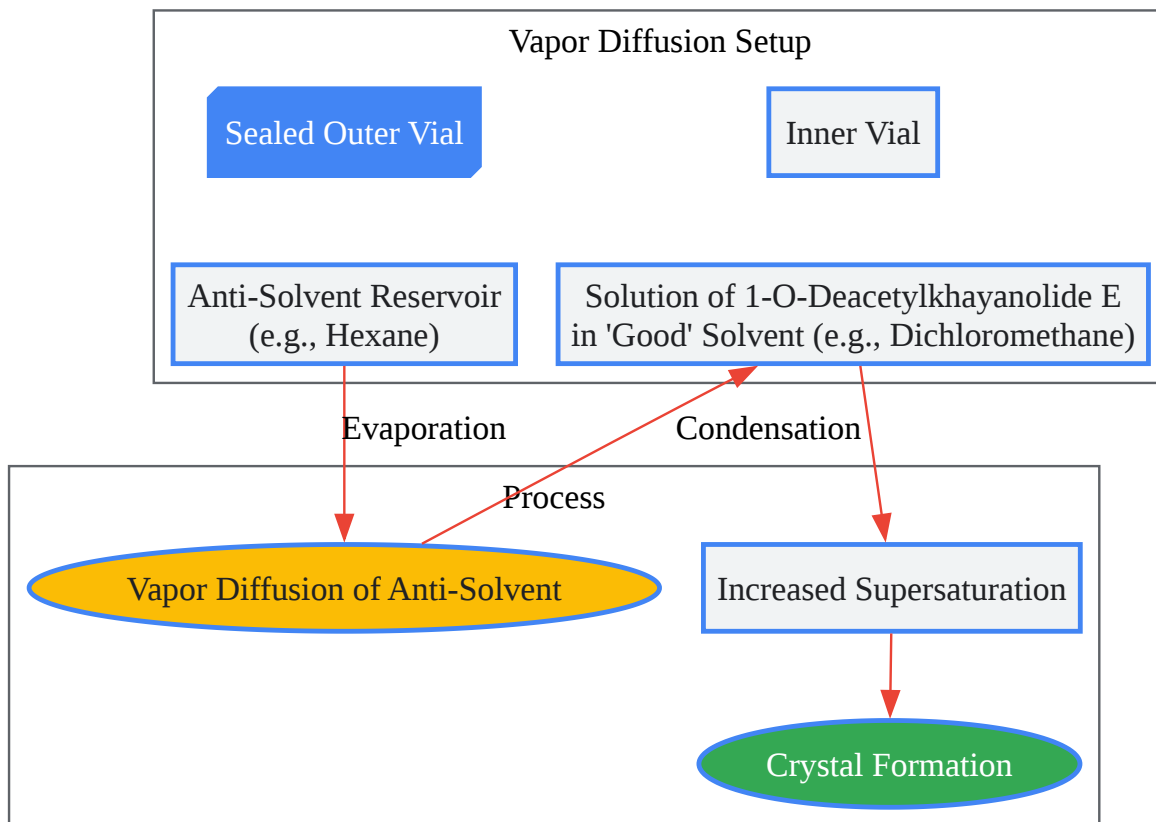 Vapor Diffusion Setup
Sealed Outer Vial
Inner Vial
Anti-Solvent Reservoir
(e.g., Hexane)
Solution of 1-O-Deacetylkhayanolide E
in 'Good' Solvent (e.g., Dichloromethane)
Evaporation
Condensation
Process
Vapor Diffusion of Anti-Solvent
Increased Supersaturation
Crystal Formation